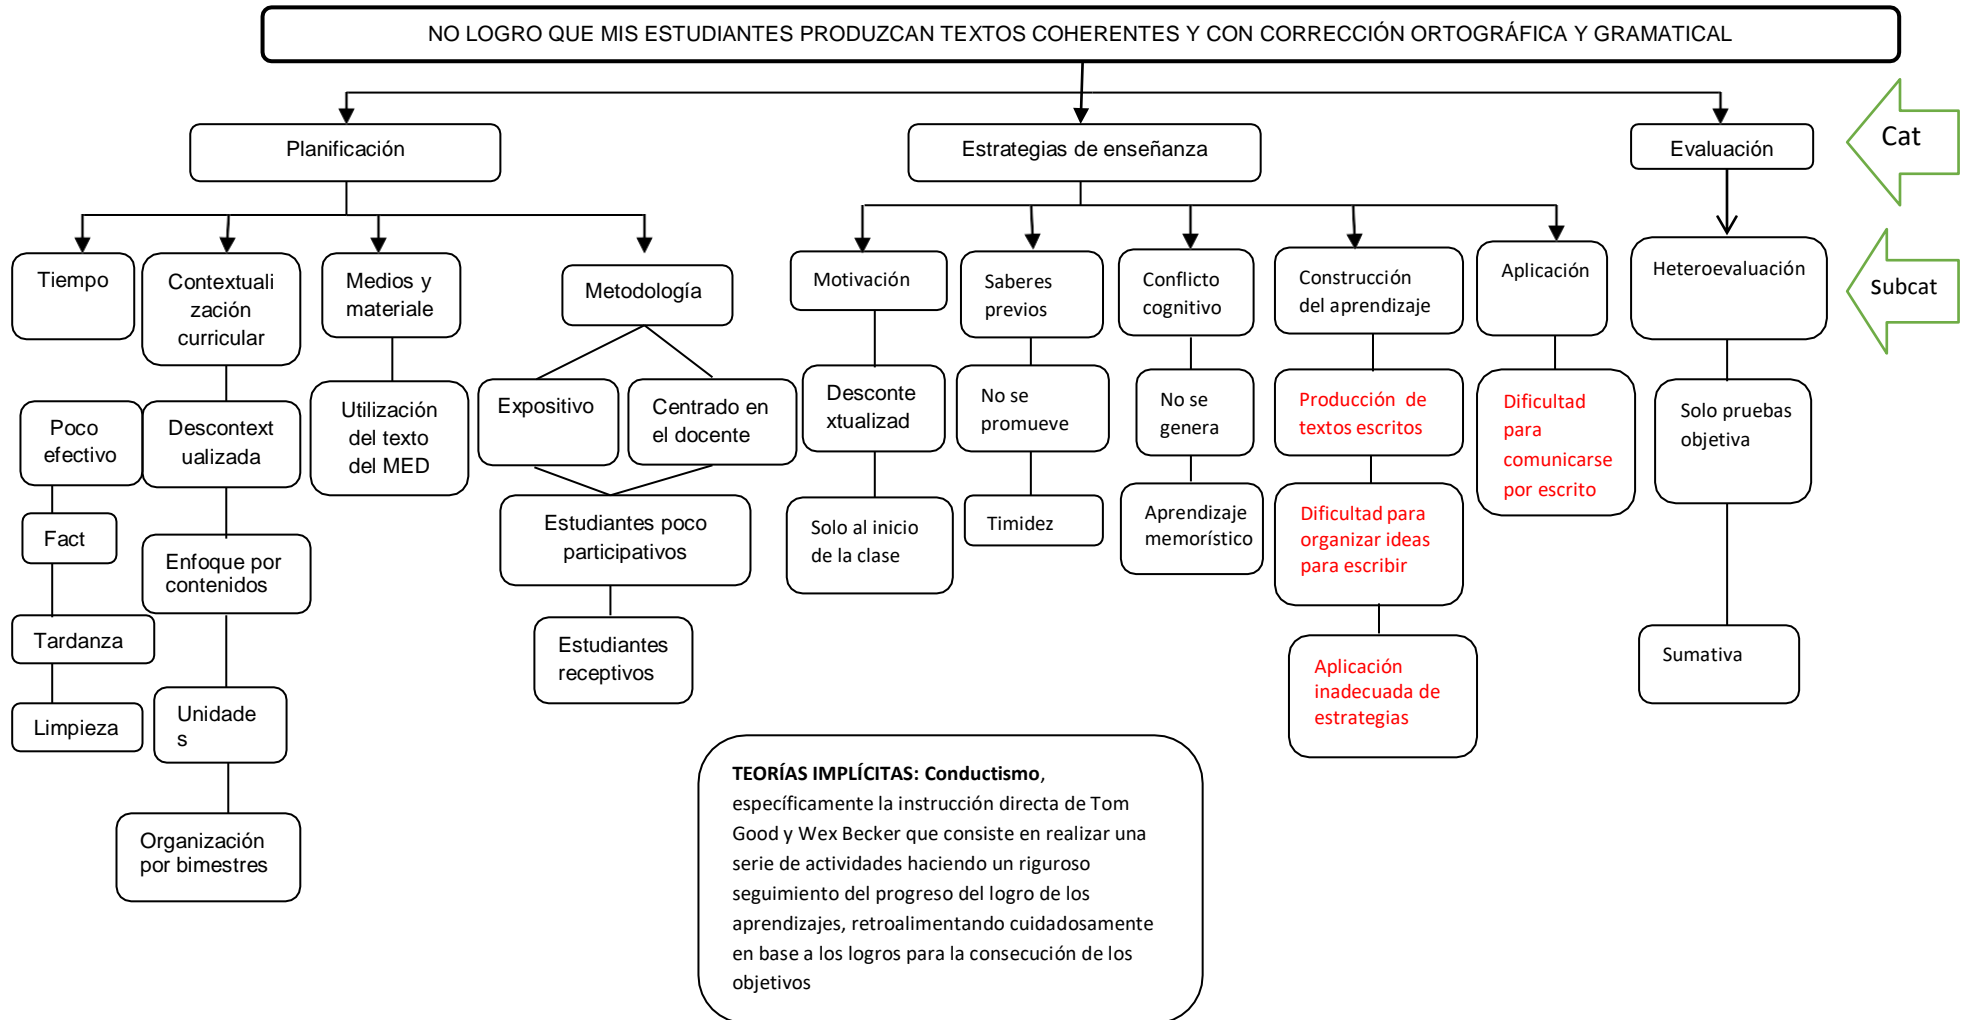 NO LOGRO QUE MIS ESTUDIANTES PRODUZCAN TEXTOS COHERENTES Y CON CORRECCIÓN ORTOGRÁFICA Y GRAMATICAL
Planificación
Estrategias de enseñanza
Evaluación
Cat
Tiempo
Contextuali
zación
curricular
Medios y
materiale
Metodología
Motivación
Saberes
previos
Conflicto
cognitivo
Construcción
del aprendizaje
Aplicación
Heteroevaluación
Subcat
Poco
efectivo
Descontext
ualizada
Utilización
del texto
del MED
Expositivo
Centrado en
el docente
Desconte
xtualizad
No se
promueve
No se
genera
Producción de
textos escritos
Dificultad
para
comunicarse
por escrito
Solo pruebas
objetiva
Fact
Enfoque por
contenidos
Estudiantes poco
participativos
Solo al inicio
de la clase
Timidez
Aprendizaje
memorístico
Dificultad para
organizar ideas
para escribir
Tardanza
Estudiantes
receptivos
Aplicación
inadecuada de
estrategias
Sumativa
Limpieza
Unidade
s
Organización
por bimestres
TEORÍAS IMPLÍCITAS: Conductismo,
específicamente la instrucción directa de Tom
Good y Wex Becker que consiste en realizar una
serie de actividades haciendo un riguroso
seguimiento del progreso del logro de los
aprendizajes, retroalimentando cuidadosamente
en base a los logros para la consecución de los
objetivos